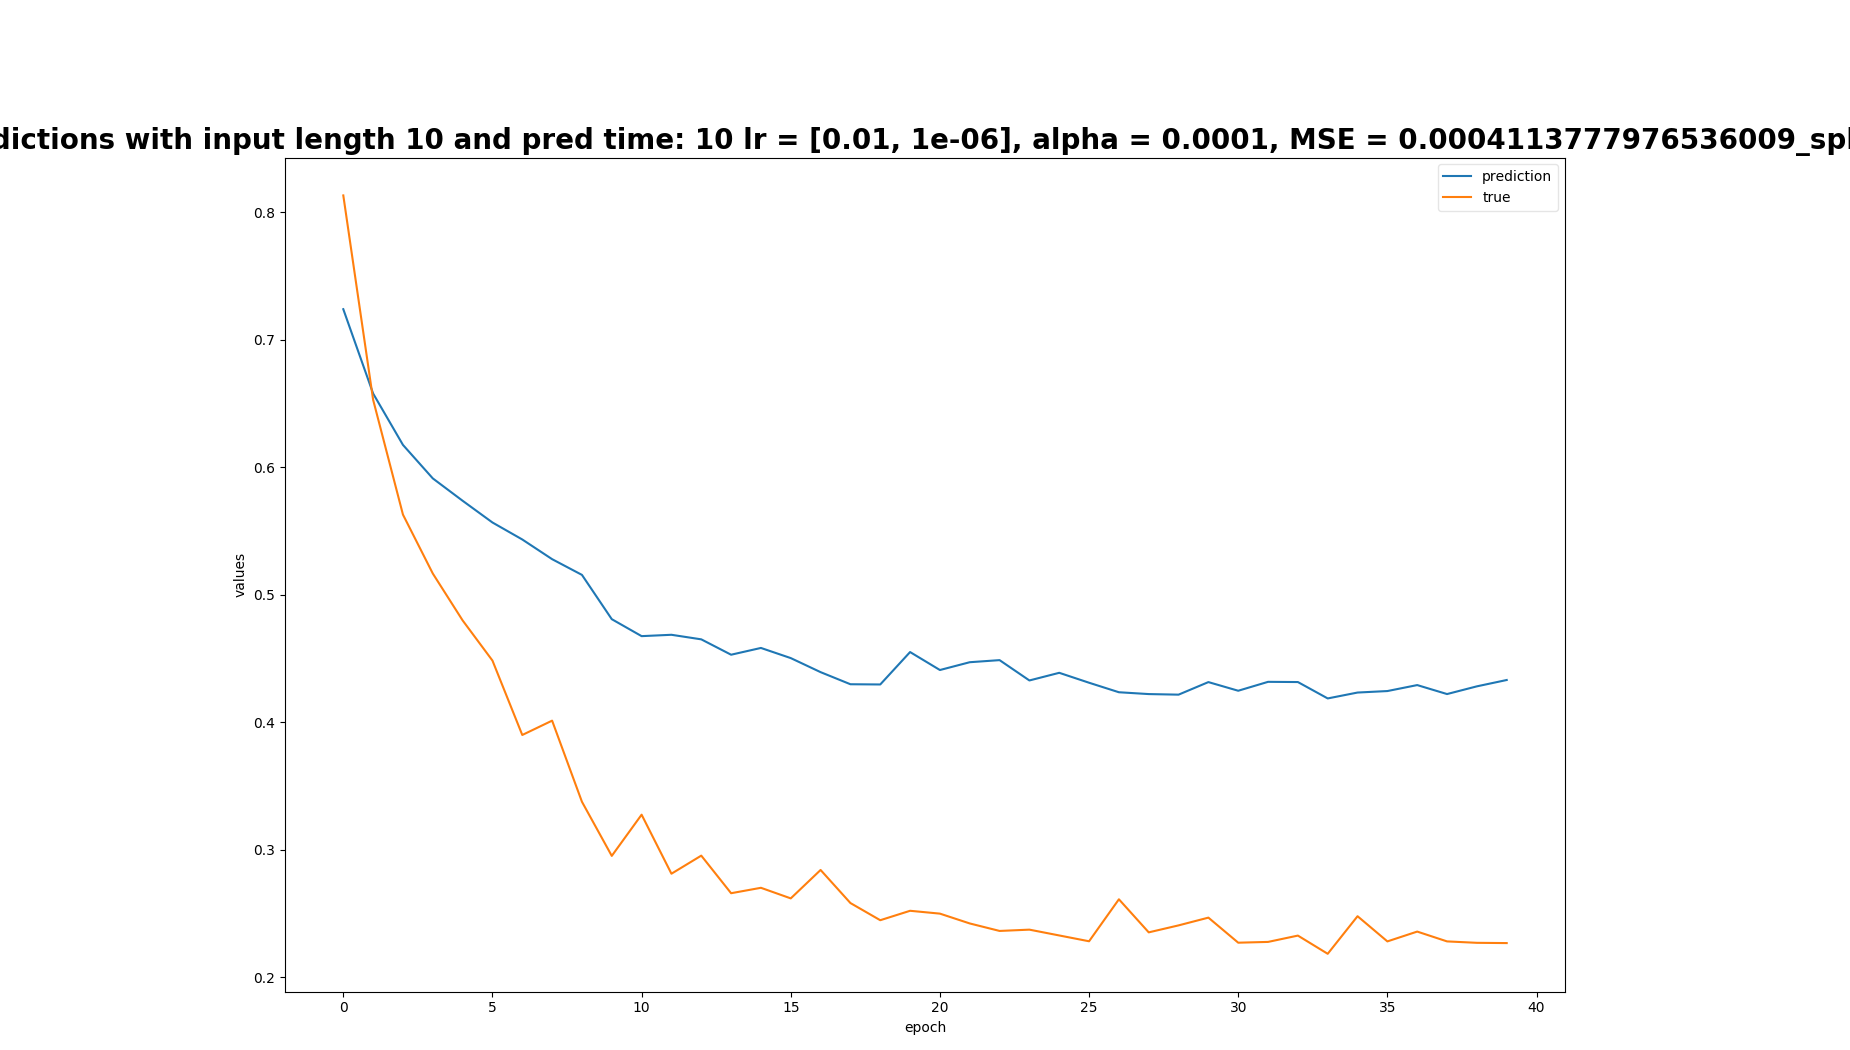 dictions with input length 10 and pred time: 10 lr = [0.01, 1e-06], alpha = 0.0001, MSE = 0.0004113777976536009_spl
prediction
true
0.8
0.7
0.6
0.5
0.4
0.3
0.2
values
0 5 10 15 20 25 30 35 40
epoch